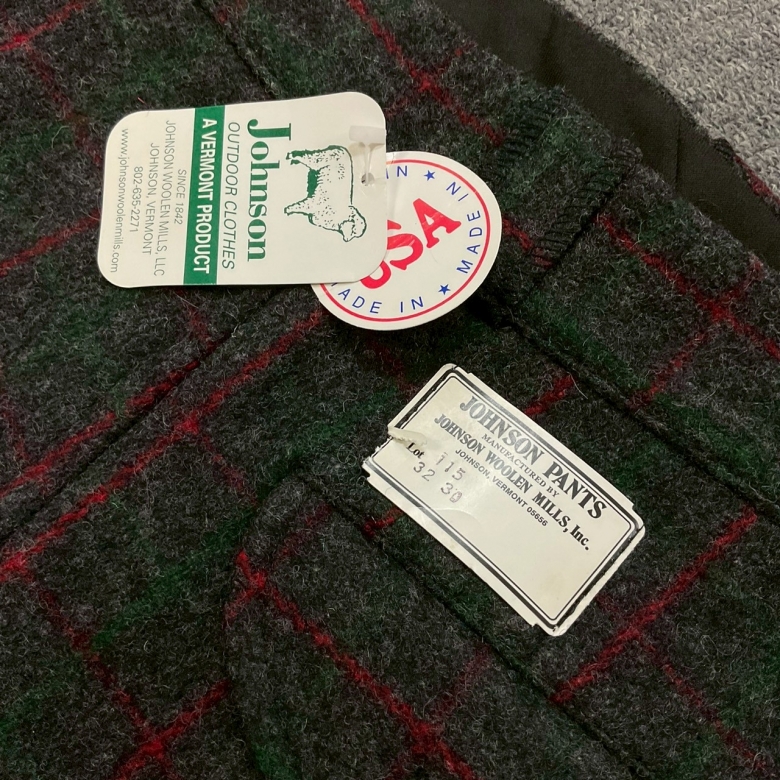 Johnson
OUTDOOR CLOTHES
A VERMONT PRODUCT
SINCE 1842
JOHNSON WOOLEN MILLS, LLC
JOHNSON, VERMONT
802-635-2271
www.johnsonwoolenmills.com
USA
MADE IN
ADE IN
IN
JOHNSON PANTS
MANUFACTURED BY
JOHNSON WOOLEN MILLS, Inc.
JOHNSON, VERMONT 05656
Lot 115
32 30